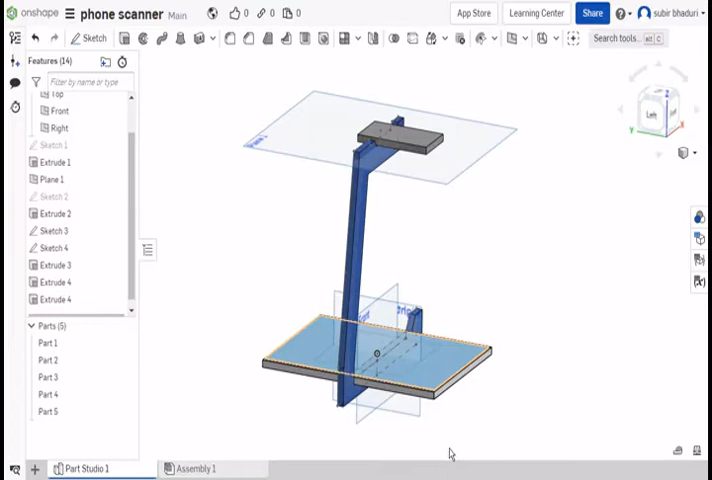 onshape phone scanner Main 0 0 0 App Store Learning Center Share subir bhaduri
Sketch Search tools... alt C
Features (14)
Filter by name or type
Top
Front
Right
Sketch 1
Extrude 1
Plane 1
Sketch 2
Extrude 2
Sketch 3
Sketch 4
Extrude 3
Extrude 4
Extrude 4
Parts (5)
Part 1
Part 2
Part 3
Part 4
Part 5
Left
Z
Y
X
Part Studio 1 Assembly 1